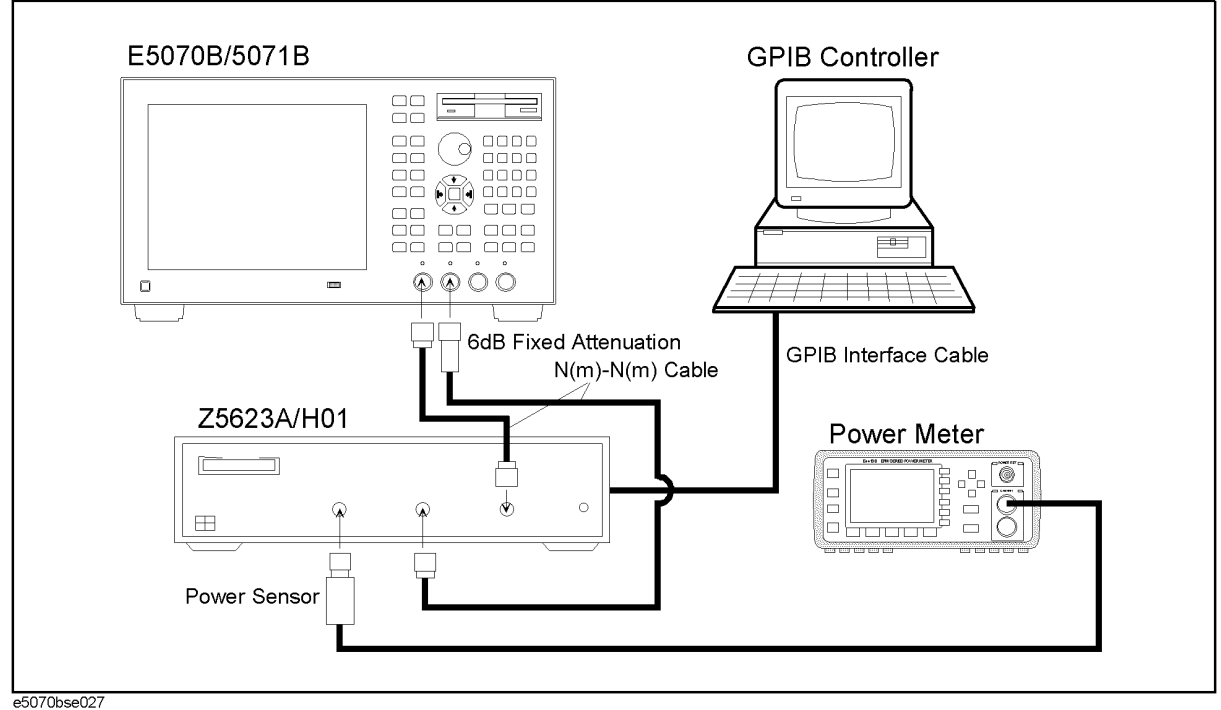 E5070B/5071B
GPIB Controller
6dB Fixed Attenuation
N(m)-N(m) Cable
GPIB Interface Cable
Z5623A/H01
Power Meter
Power Sensor
e5070bse027